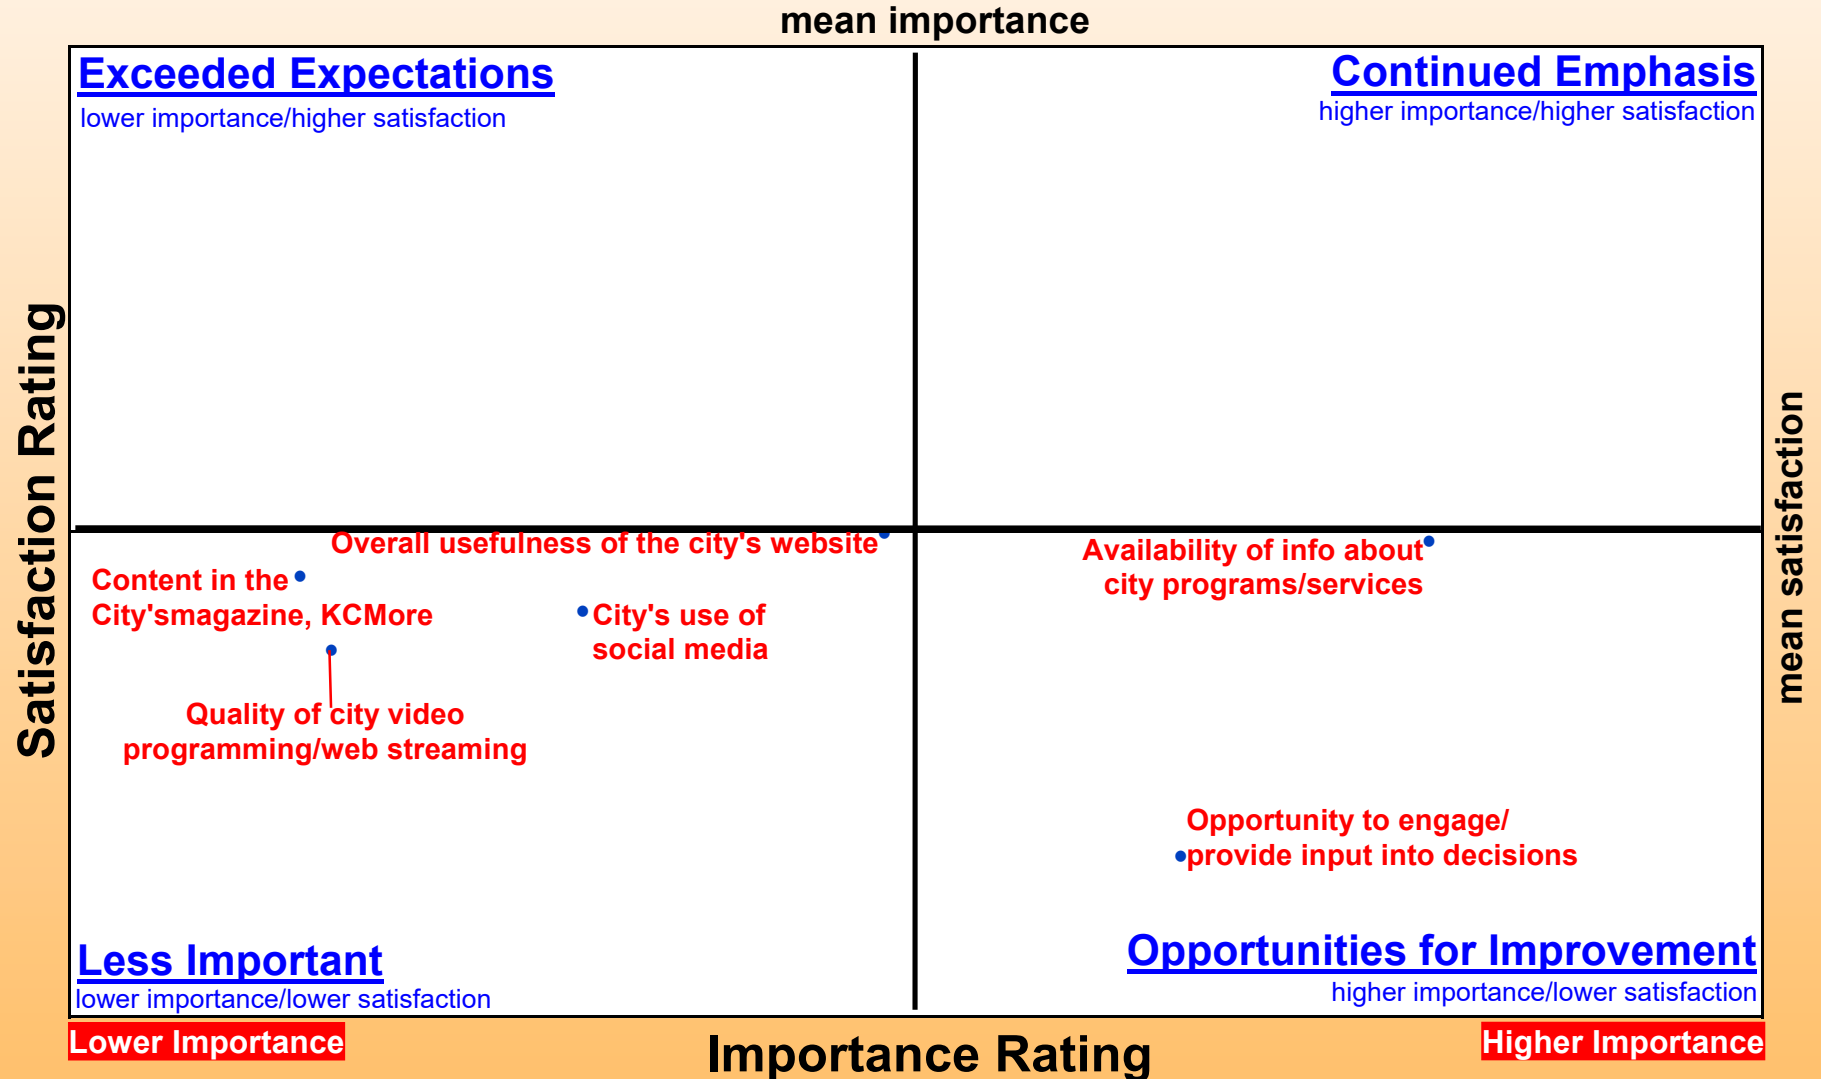 mean importance
Exceeded Expectations
lower importance/higher satisfaction
Continued Emphasis
higher importance/higher satisfaction
Satisfaction Rating
mean satisfaction
Overall usefulness of the city's website
Availability of info about
city programs/services
Content in the
City'smagazine, KCMore
City's use of
social media
Quality of city video
programming/web streaming
Opportunity to engage/
provide input into decisions
Less Important
lower importance/lower satisfaction
Opportunities for Improvement
higher importance/lower satisfaction
Lower Importance
Importance Rating
Higher Importance